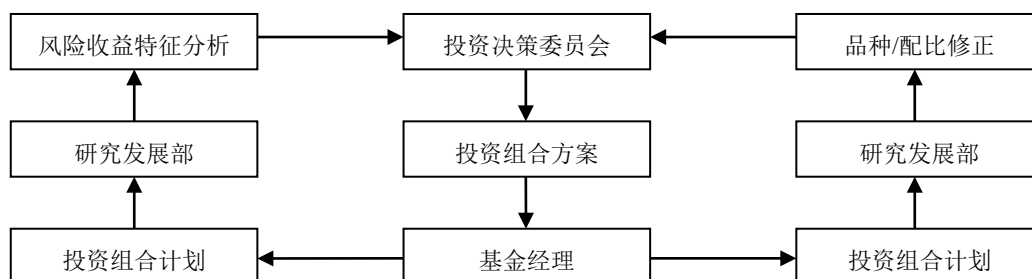 风险收益特征分析
投资决策委员会
品种/配比修正
研究发展部
投资组合方案
研究发展部
投资组合计划
基金经理
投资组合计划